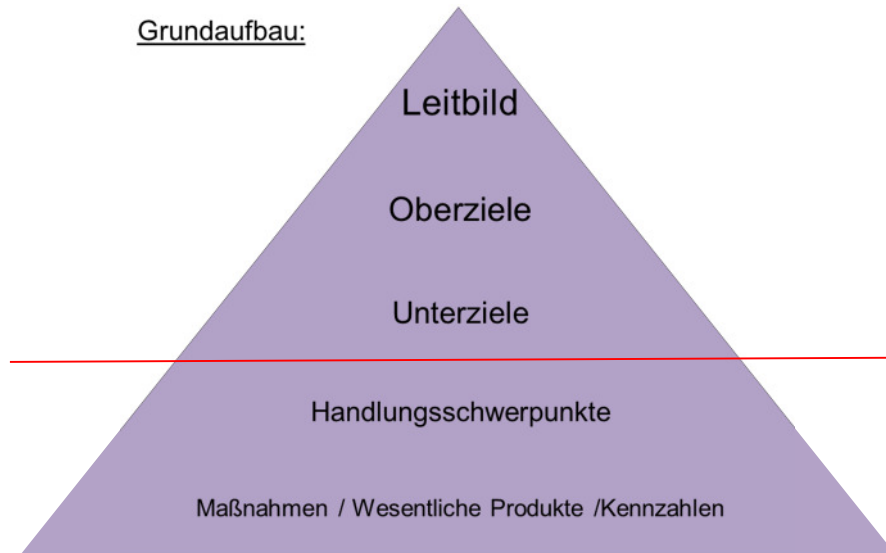 Grundaufbau:
Leitbild
Oberziele
Unterziele
Handlungsschwerpunkte
Maßnahmen / Wesentliche Produkte /Kennzahlen